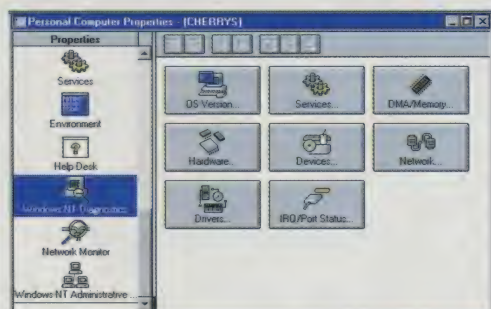 Personal Computer Properties - [CHERRYS]
Properties
Services
Environment
Help Desk
Windows NT Diagnostics
Network Monitor
Windows NT Administrative ...
OS Version...
Services...
DMA/Memory...
Hardware...
Devices...
Network...
Drivers...
IRQ/Port Status...